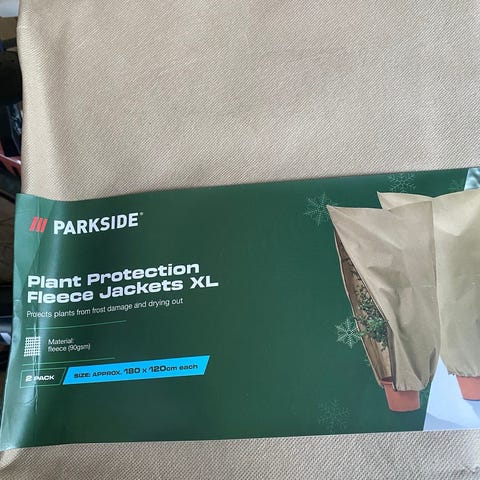 PARKSIDE®
Plant Protection
Fleece Jackets XL
Protects plants from frost damage and drying out
Material:
fleece (90gsm)
2 PACK
SIZE: APPROX. 180 x 120cm each